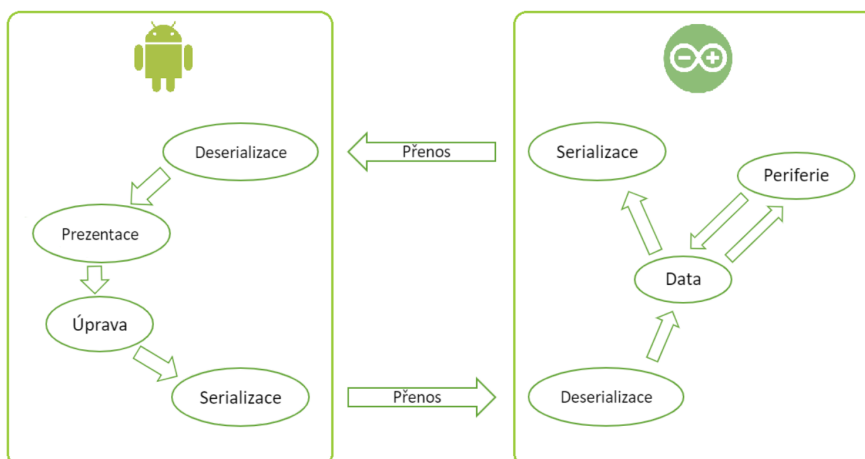 Deserializace
Prezentace
Úprava
Serializace
Přenos
Přenos
Serializace
Periferie
Data
Deserializace